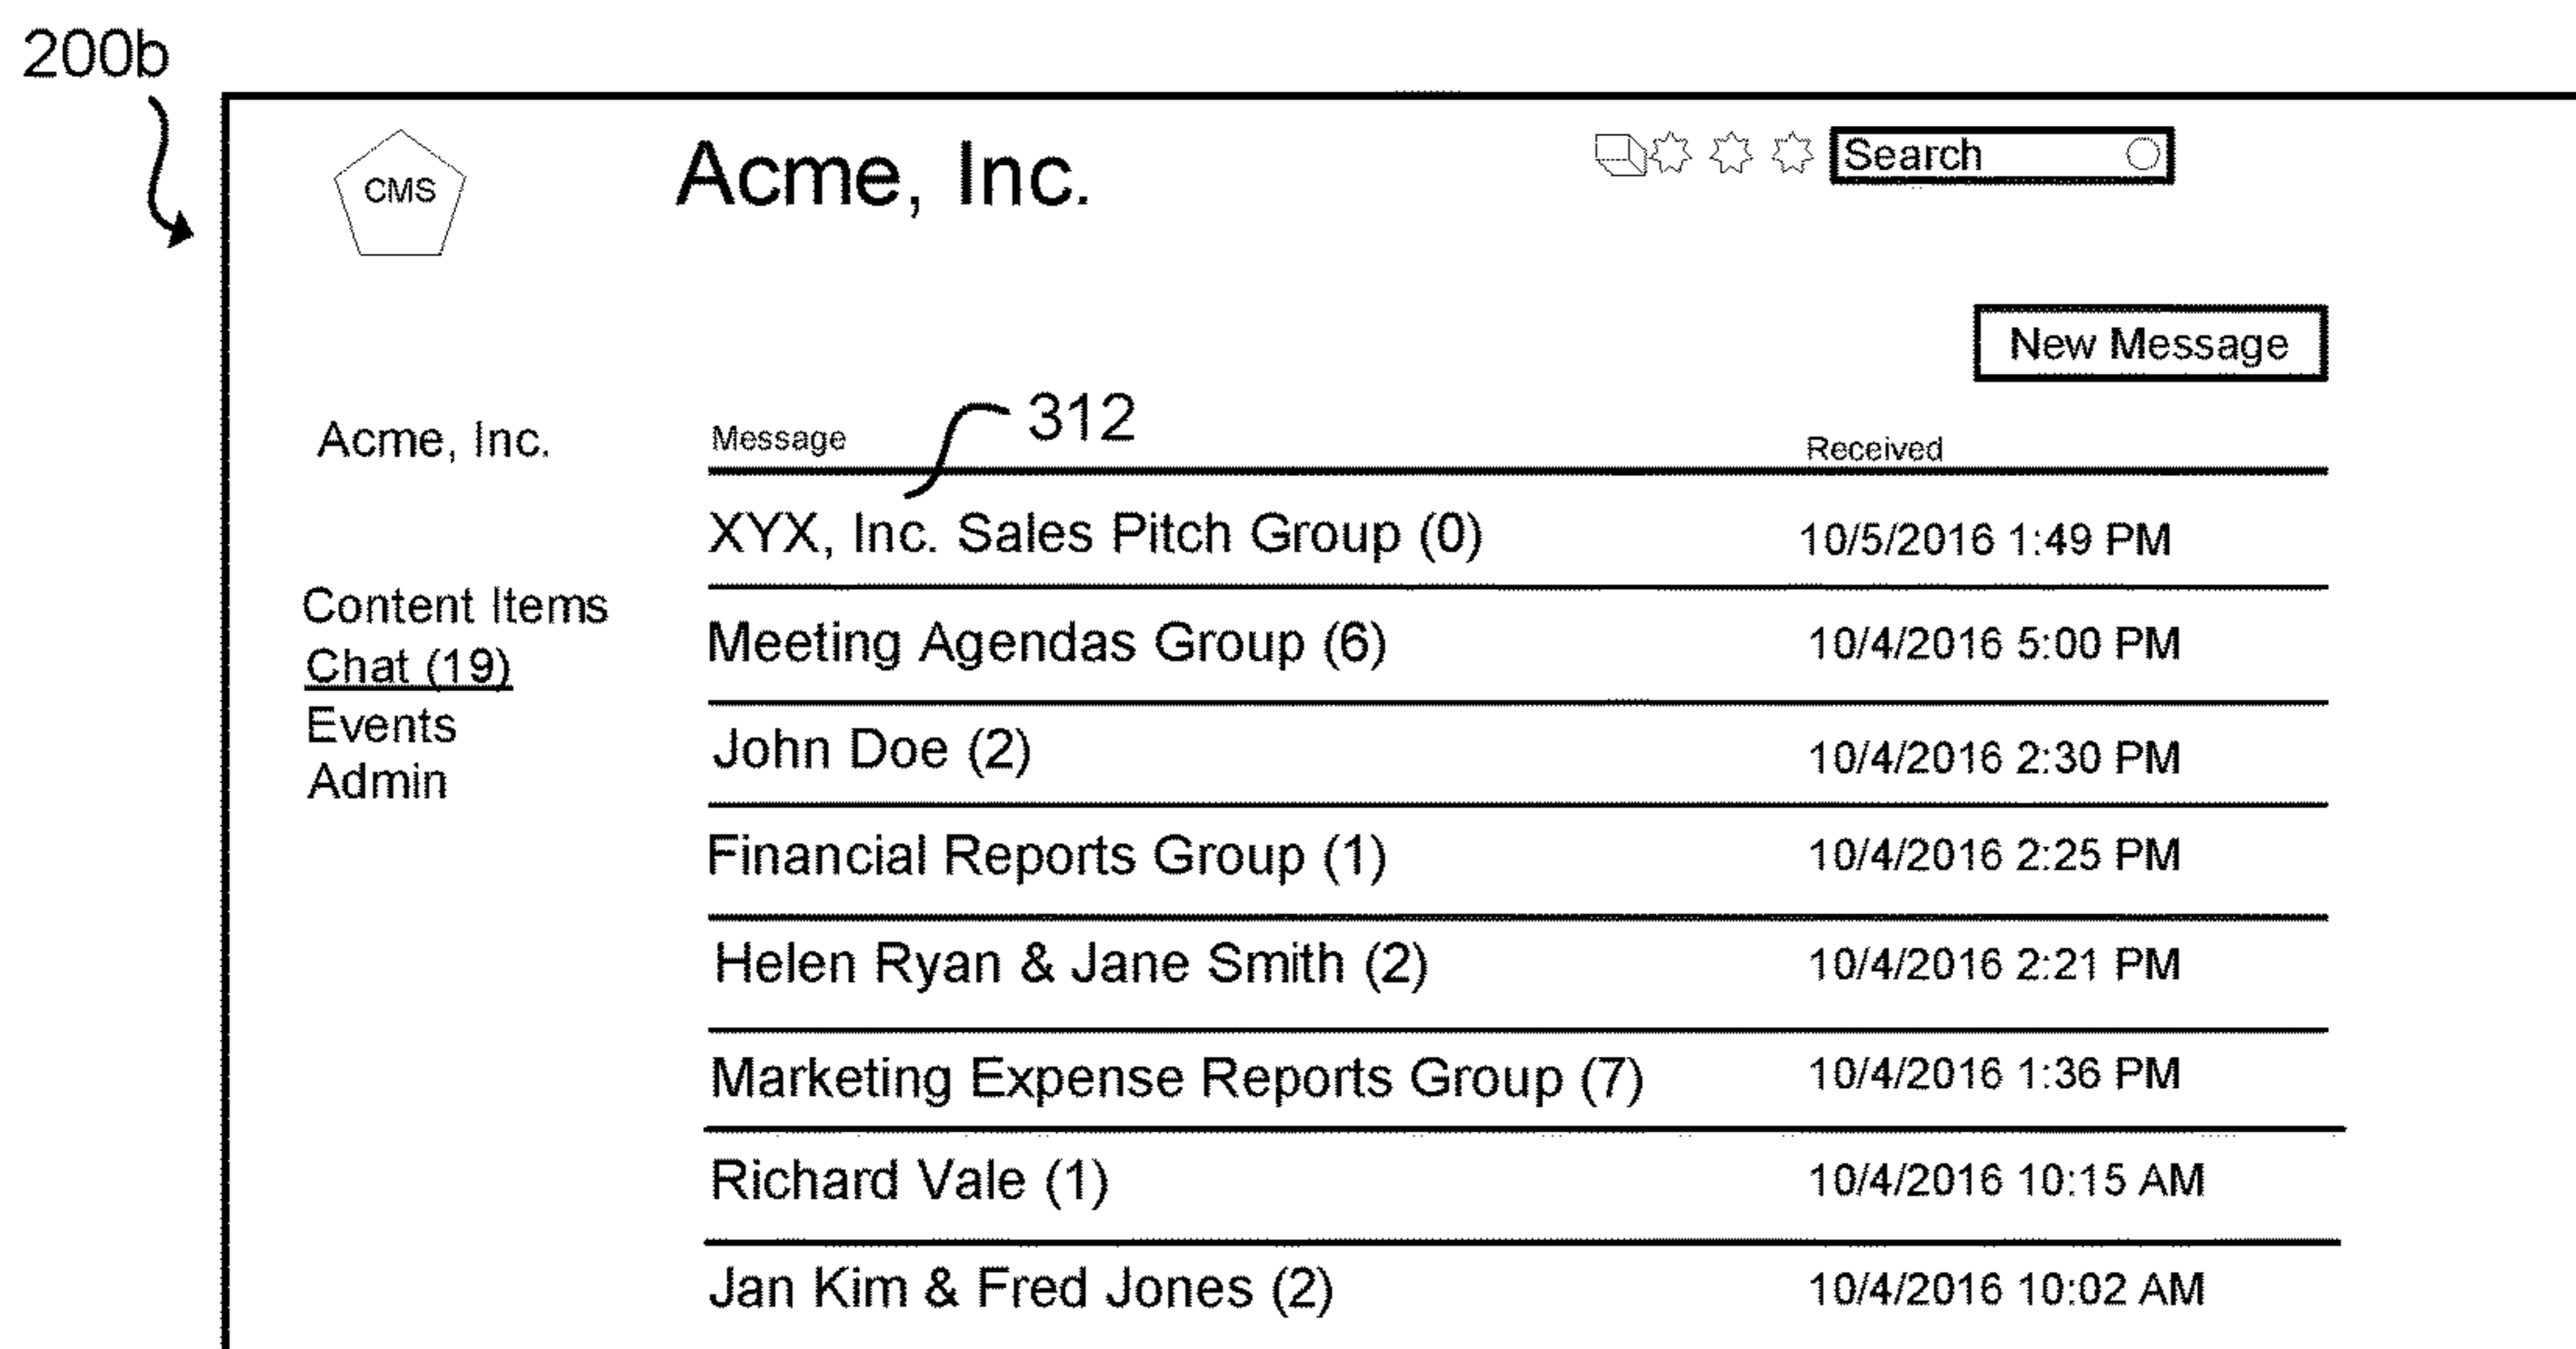 200b
CMS
Acme, Inc.
Search
New Message
312
Acme, Inc.
Message
Received
XYX, Inc. Sales Pitch Group (0)
10/5/2016 1:49 PM
Content Items
Meeting Agendas Group (6)
10/4/2016 5:00 PM
Chat (19)
Events
John Doe (2)
10/4/2016 2:30 PM
Admin
Financial Reports Group (1)
10/4/2016 2:25 PM
Helen Ryan & Jane Smith (2)
10/4/2016 2:21 PM
Marketing Expense Reports Group (7)
10/4/2016 1:36 PM
Richard Vale (1)
10/4/2016 10:15 AM
Jan Kim & Fred Jones (2)
10/4/2016 10:02 AM